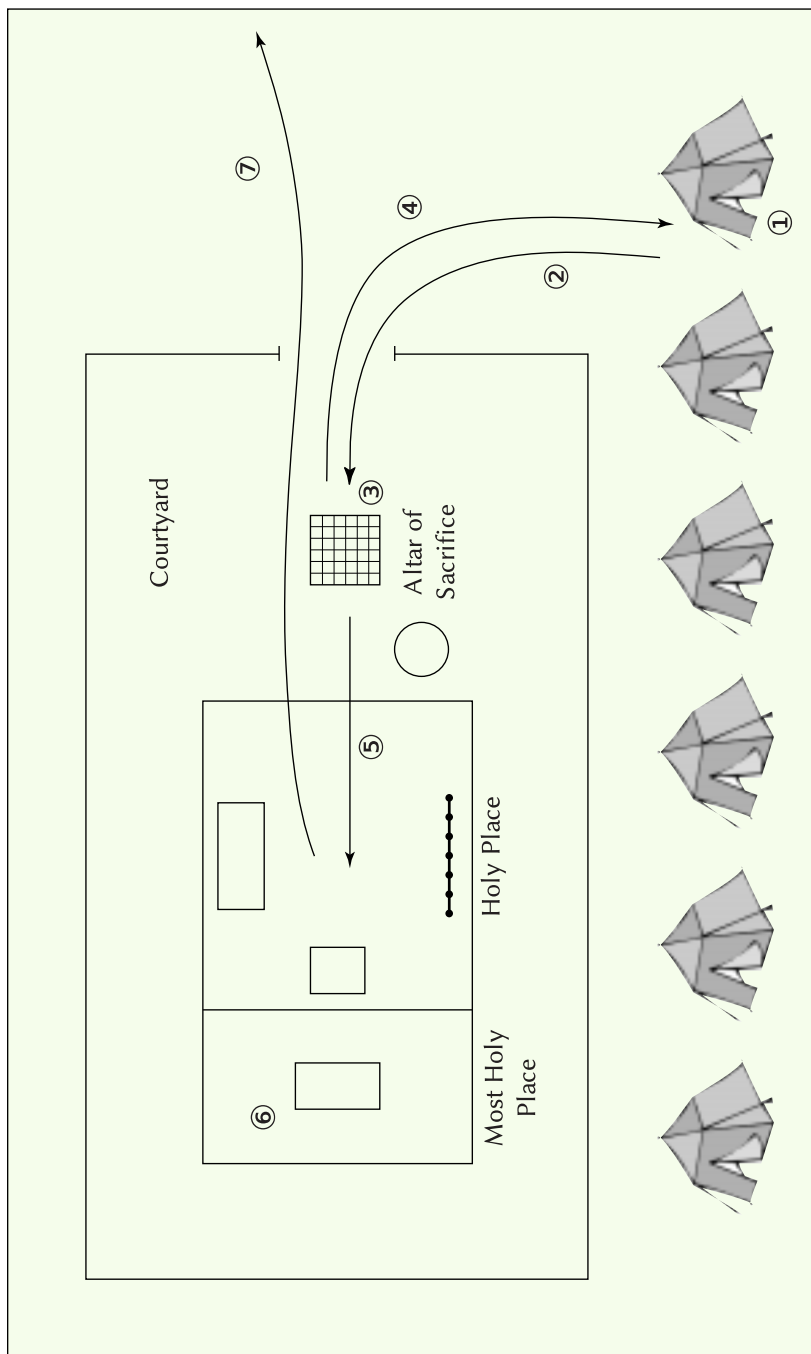 ①
②
③
④
⑤
⑥
⑦
Courtyard
Altar of
Sacrifice
Holy Place
Most Holy
Place